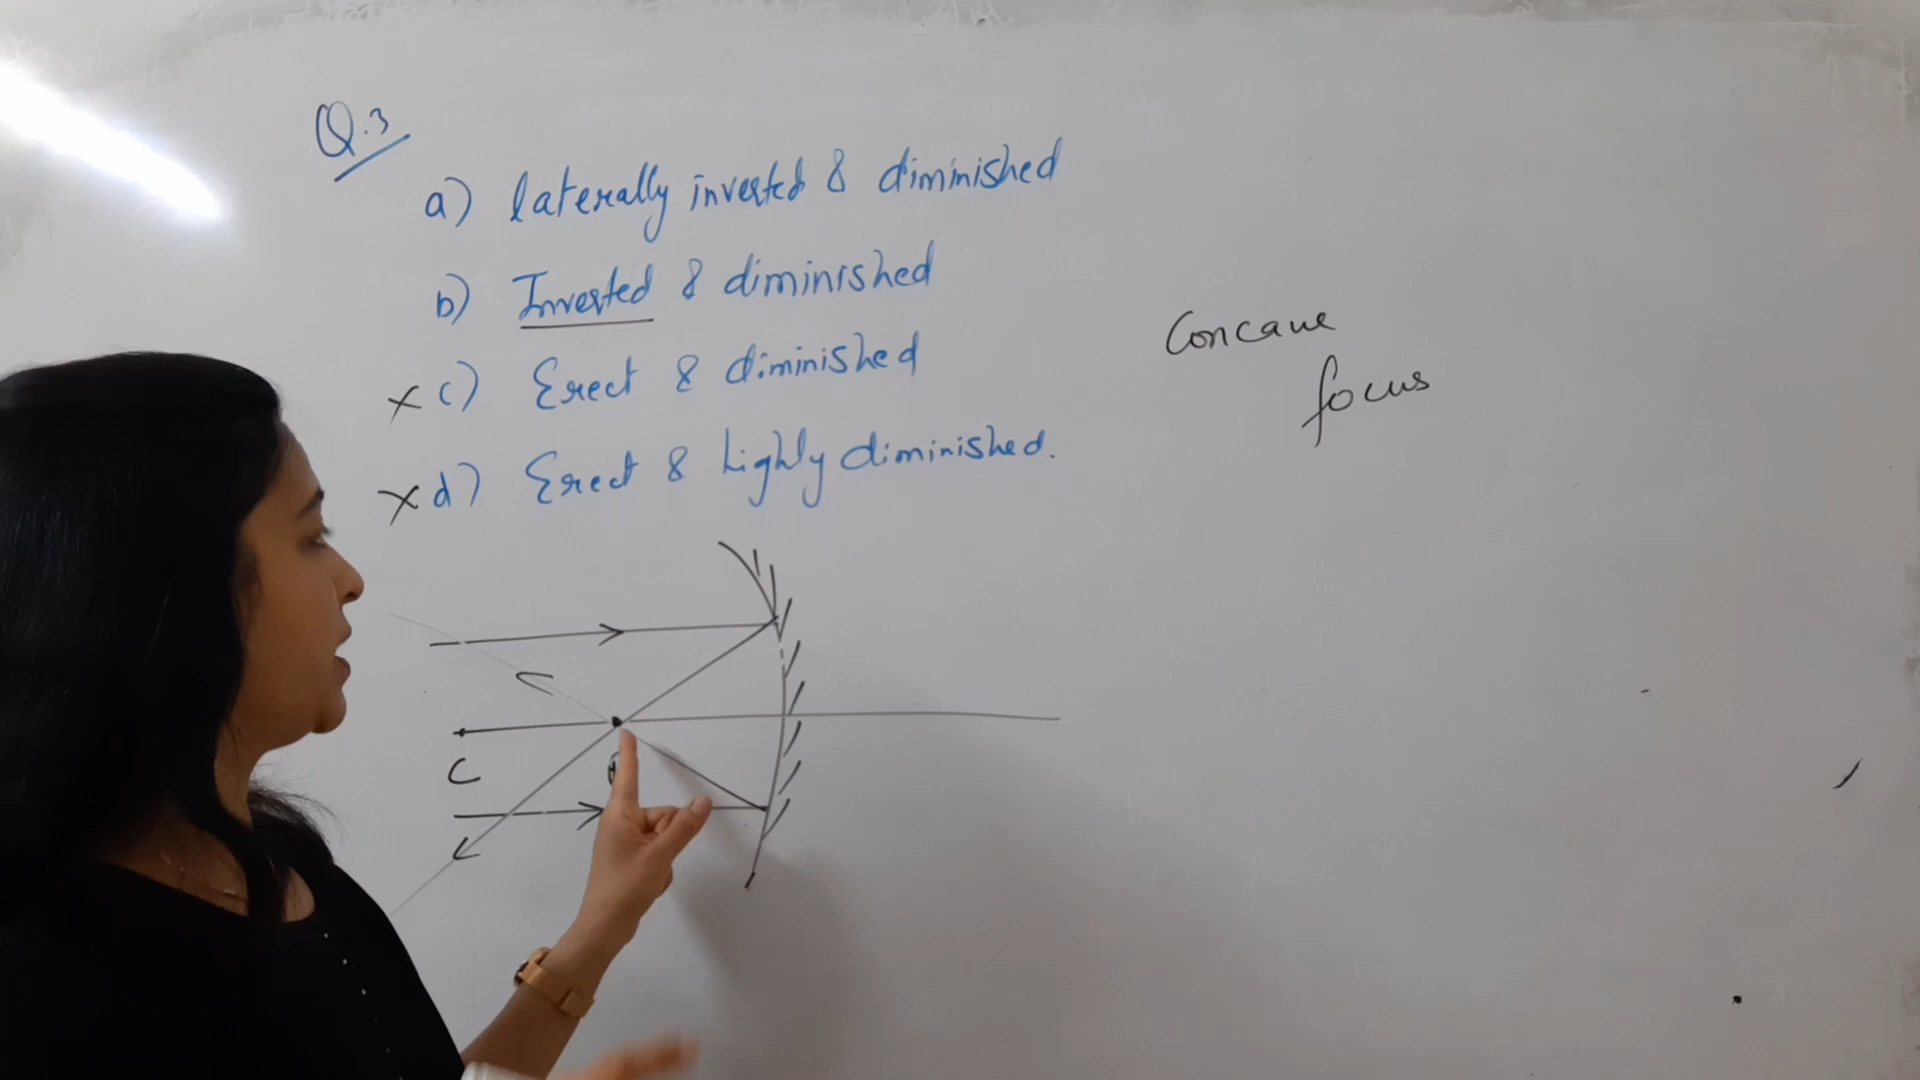 Q.3
a) laterally inverted & diminished
b) Inverted & diminished
x c) Erect & diminished
x d) Erect & highly diminished.
Concave
focus
C